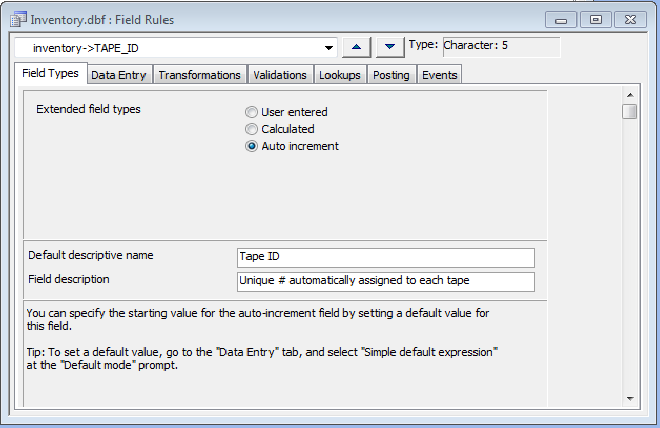 Inventory.dbf : Field Rules
inventory->TAPE_ID
Type: Character: 5
Field Types Data Entry Transformations Validations Lookups Posting Events
Extended field types
User entered
Calculated
Auto increment
Default descriptive name Tape ID
Field description Unique # automatically assigned to each tape
You can specify the starting value for the auto-increment field by setting a default value for
this field.
Tip: To set a default value, go to the "Data Entry" tab, and select "Simple default expression"
at the "Default mode" prompt.